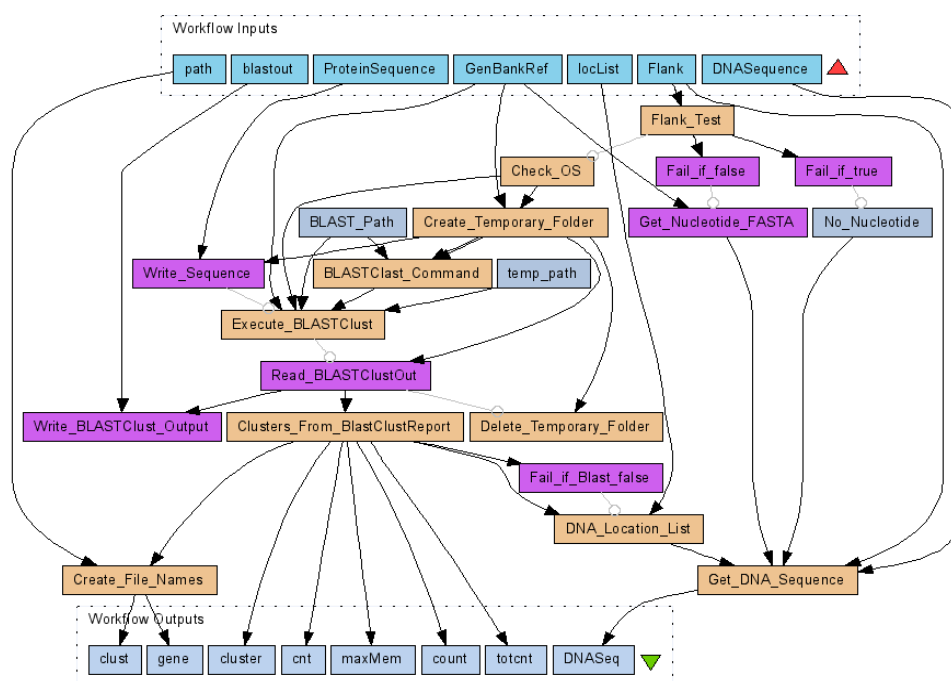 Workflow Inputs
path blastout ProteinSequence GenBankRef locList Flank DNASequence
Flank_Test
Check_OS Fail_if_false Fail_if_true
BLAST_Path Create_Temporary_Folder Get_Nucleotide_FASTA No_Nucleotide
Write_Sequence BLASTClast_Command temp_path
Execute_BLASTClust
Read_BLASTClustOut
Write_BLASTClust_Output Clusters_From_BlastClustReport Delete_Temporary_Folder
Fail_if_Blast_false
DNA_Location_List
Create_File_Names Get_DNA_Sequence
Workflow Outputs
clust gene cluster cnt maxMem count totcnt DNASeq